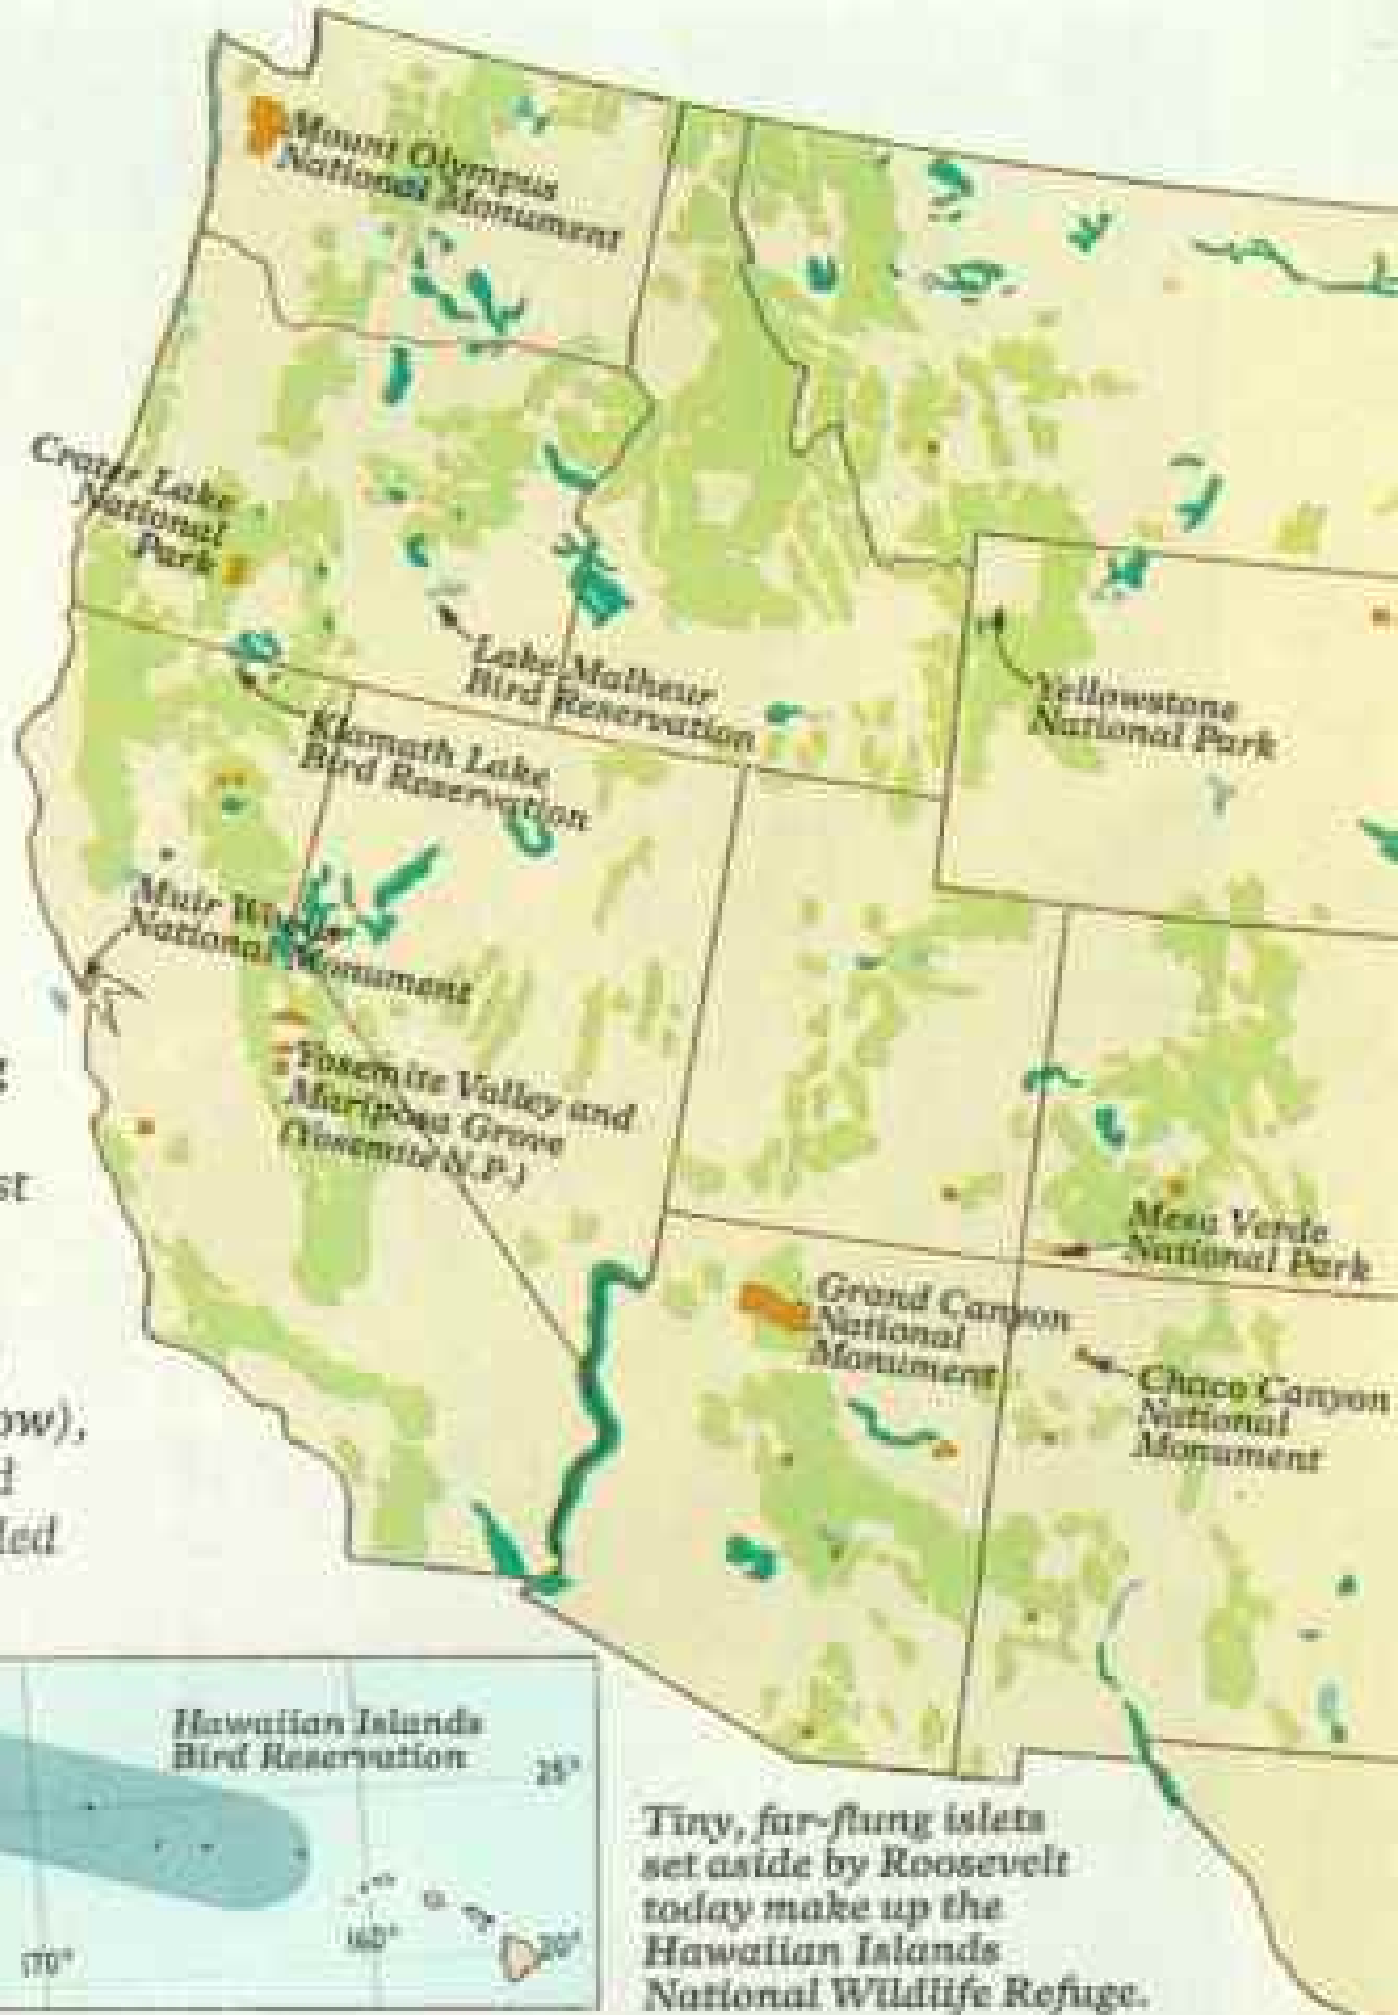 Mount Olympus
National Monument
Crater Lake
National
Park
Lake Malheur
Bird Reservation
Yellowstone
National Park
Klamath Lake
Bird Reservation
Muir Woods
National Monument
Yosemite Valley and
Mariposa Grove
(Yosemite N.P.)
st
Mesa Verde
National Park
Grand Canyon
National
Monument
Chaco Canyon
National
Monument
ow),
d
led
Hawaiian Islands
Bird Reservation
25°
160°
20°
170°
Tiny, far-flung islets
set aside by Roosevelt
today make up the
Hawaiian Islands
National Wildlife Refuge.